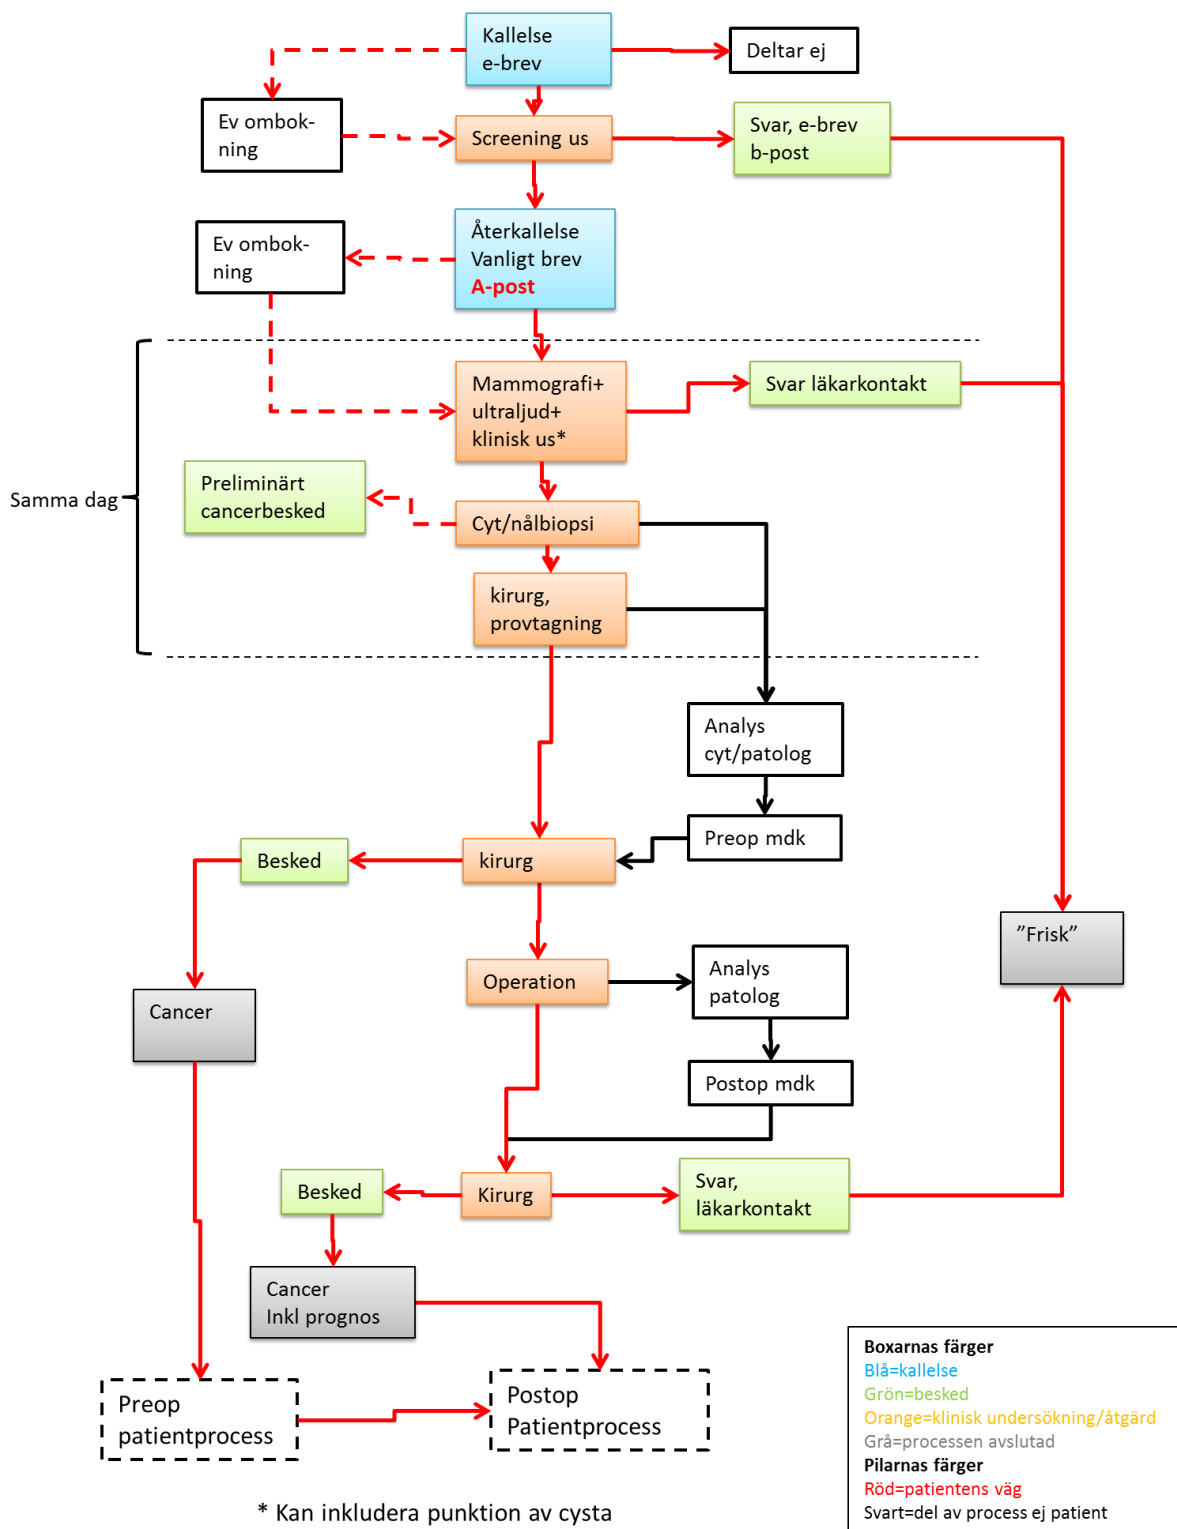 Kallelse
e-brev
Deltar ej
Ev ombok-
ning
Screening us
Svar, e-brev
b-post
Återkallelse
Vanligt brev
A-post
Ev ombok-
ning
Mammografi+
ultraljud+
klinisk us*
Svar läkarkontakt
Samma dag
Preliminärt
cancerbesked
Cyt/nålbiopsi
kirurg,
provtagning
Analys
cyt/patolog
Preop mdk
Besked
kirurg
"Frisk"
Operation
Analys
patolog
Cancer
Postop mdk
Besked
Kirurg
Svar,
läkarkontakt
Cancer
Inkl prognos
Preop
patientprocess
Postop
Patientprocess
Boxarnas färger
Blå=kallelse
Grön=besked
Orange=klinisk undersökning/åtgärd
Grå=processen avslutad
Pilarnas färger
Röd=patientens väg
Svart=del av process ej patient
* Kan inkludera punktion av cysta